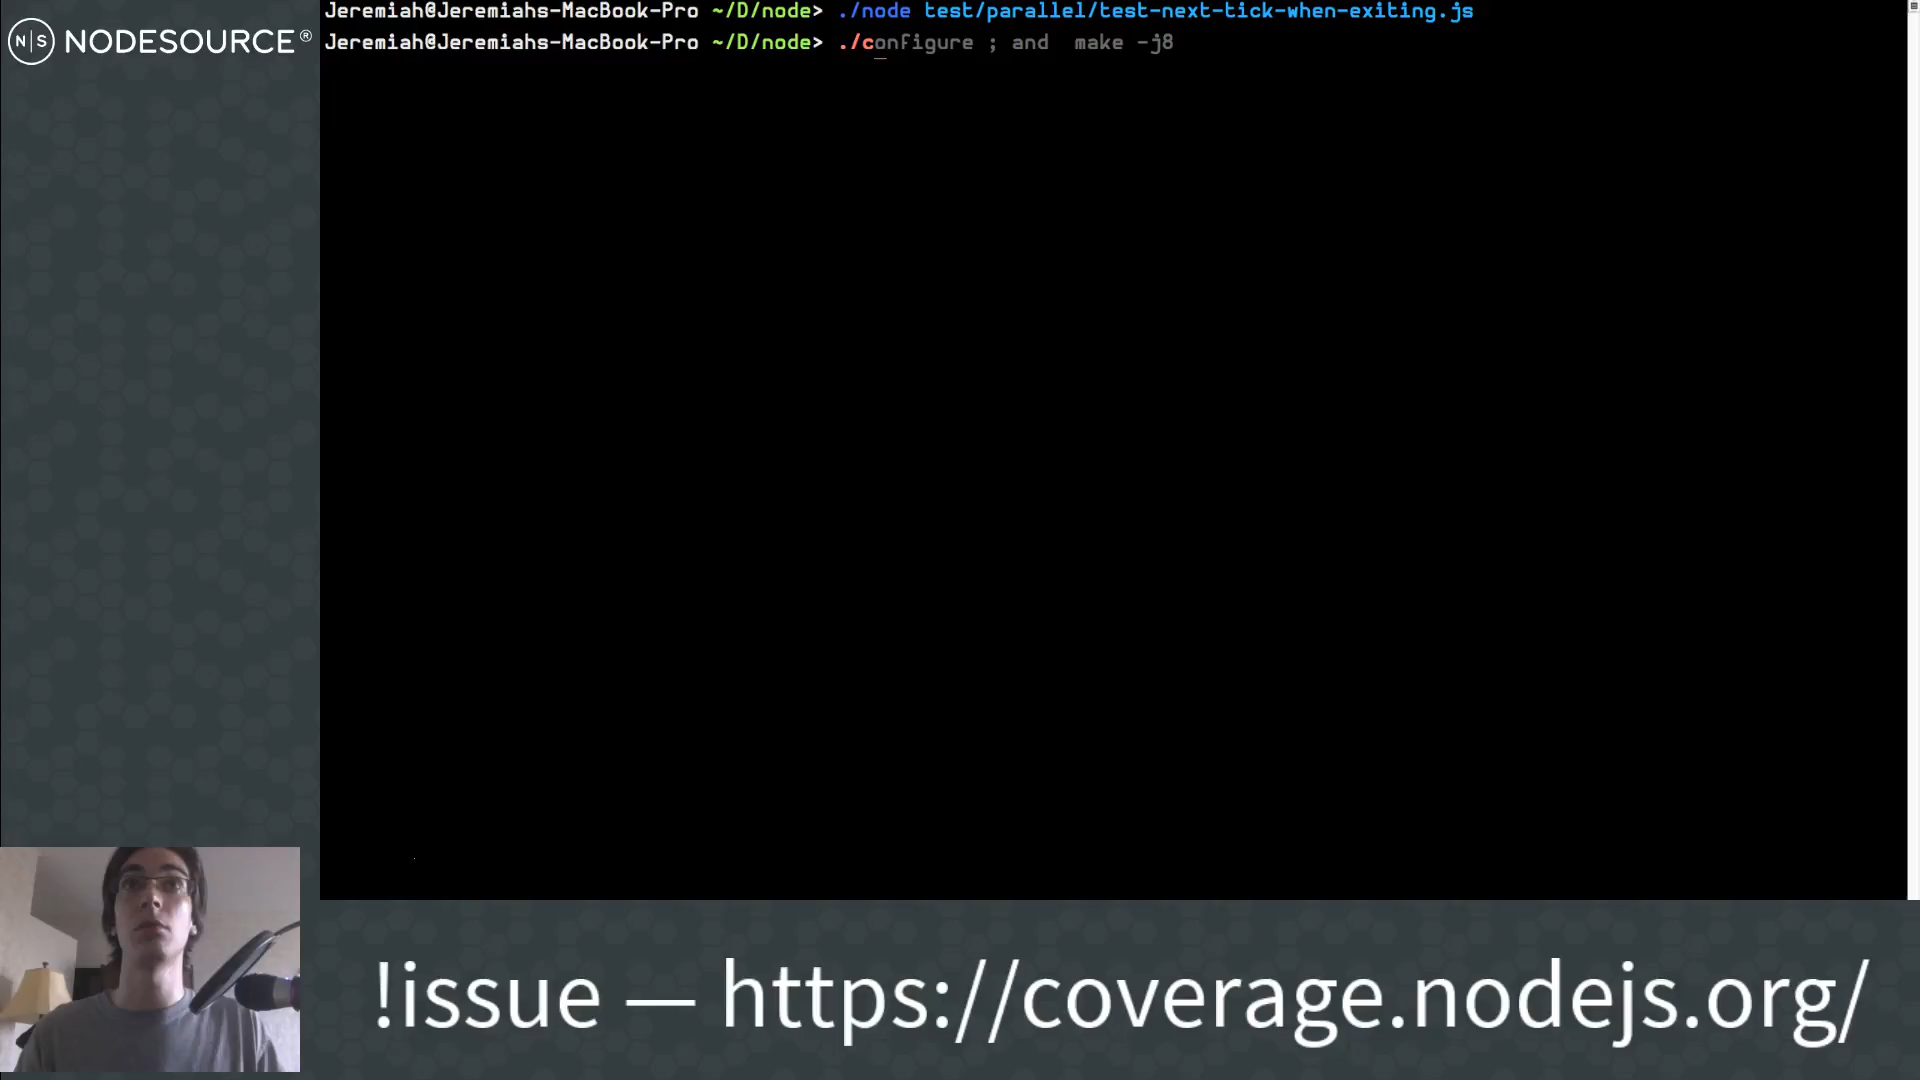 N|S NODESOURCE®
Jeremiah@Jeremiahs-MacBook-Pro ~/D/node> ./node test/parallel/test-next-tick-when-exiting.js
Jeremiah@Jeremiahs-MacBook-Pro ~/D/node> ./configure ; and  make -j8
!issue — https://coverage.nodejs.org/